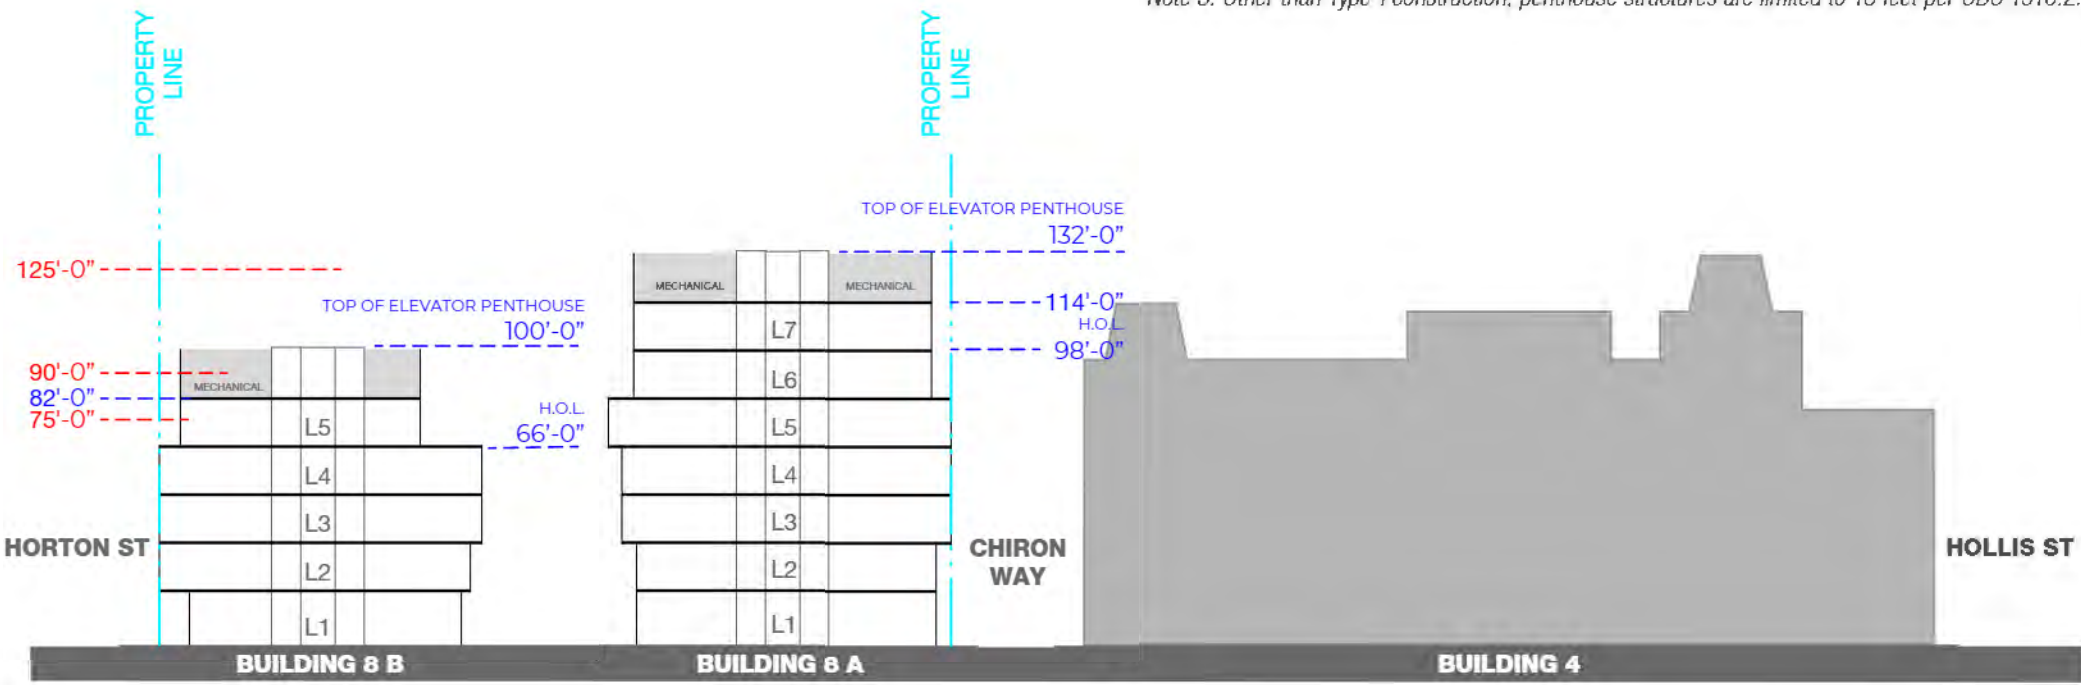 PROPERTY
LINE
PROPERTY
LINE
TOP OF ELEVATOR PENTHOUSE
132'-0"
125'-0"
MECHANICAL
MECHANICAL
114'-0"
TOP OF ELEVATOR PENTHOUSE
100'-0"
L7
H.O.L.
98'-0"
90'-0"
82'-0"
75'-0"
MECHANICAL
L6
H.O.L.
66'-0"
L5
L5
L4
L4
L3
L3
HORTON ST
CHIRON
WAY
HOLLIS ST
L2
L2
L1
L1
BUILDING 8 B
BUILDING 8 A
BUILDING 4